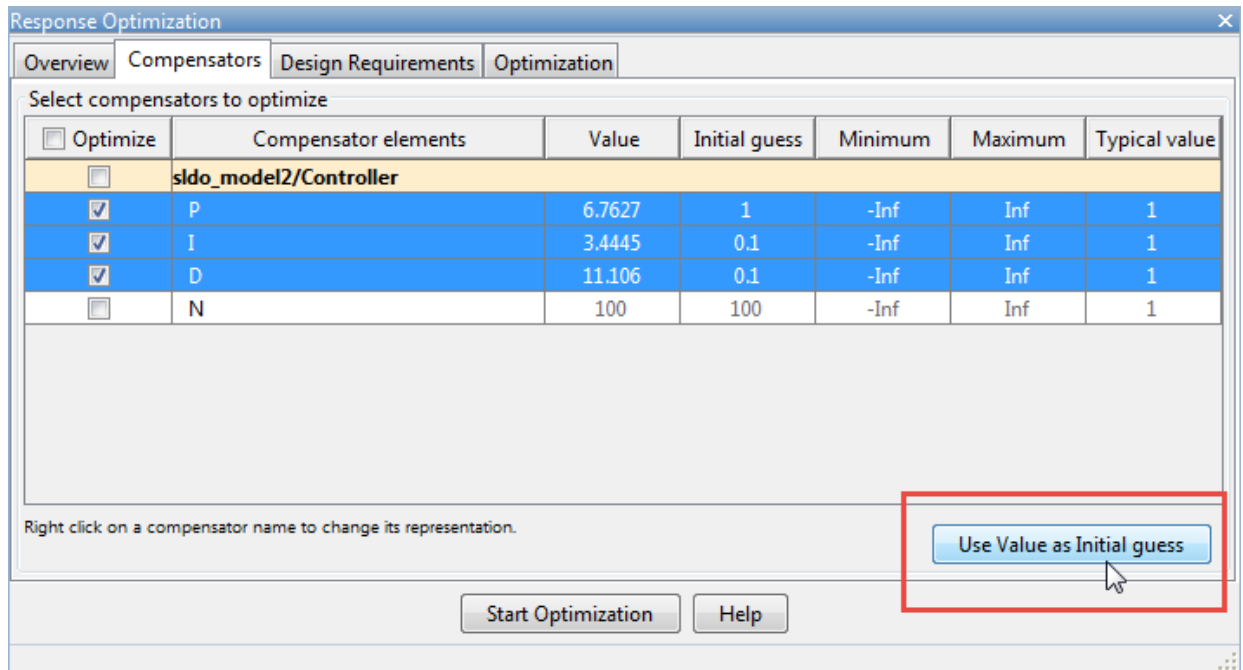 Response Optimization
Overview Compensators Design Requirements Optimization
Select compensators to optimize
Optimize Compensator elements Value Initial guess Minimum Maximum Typical value
sldo_model2/Controller
P 6.7627 1 -Inf Inf 1
I 3.4445 0.1 -Inf Inf 1
D 11.106 0.1 -Inf Inf 1
N 100 100 -Inf Inf 1
Right click on a compensator name to change its representation.
Use Value as Initial guess
Start Optimization Help